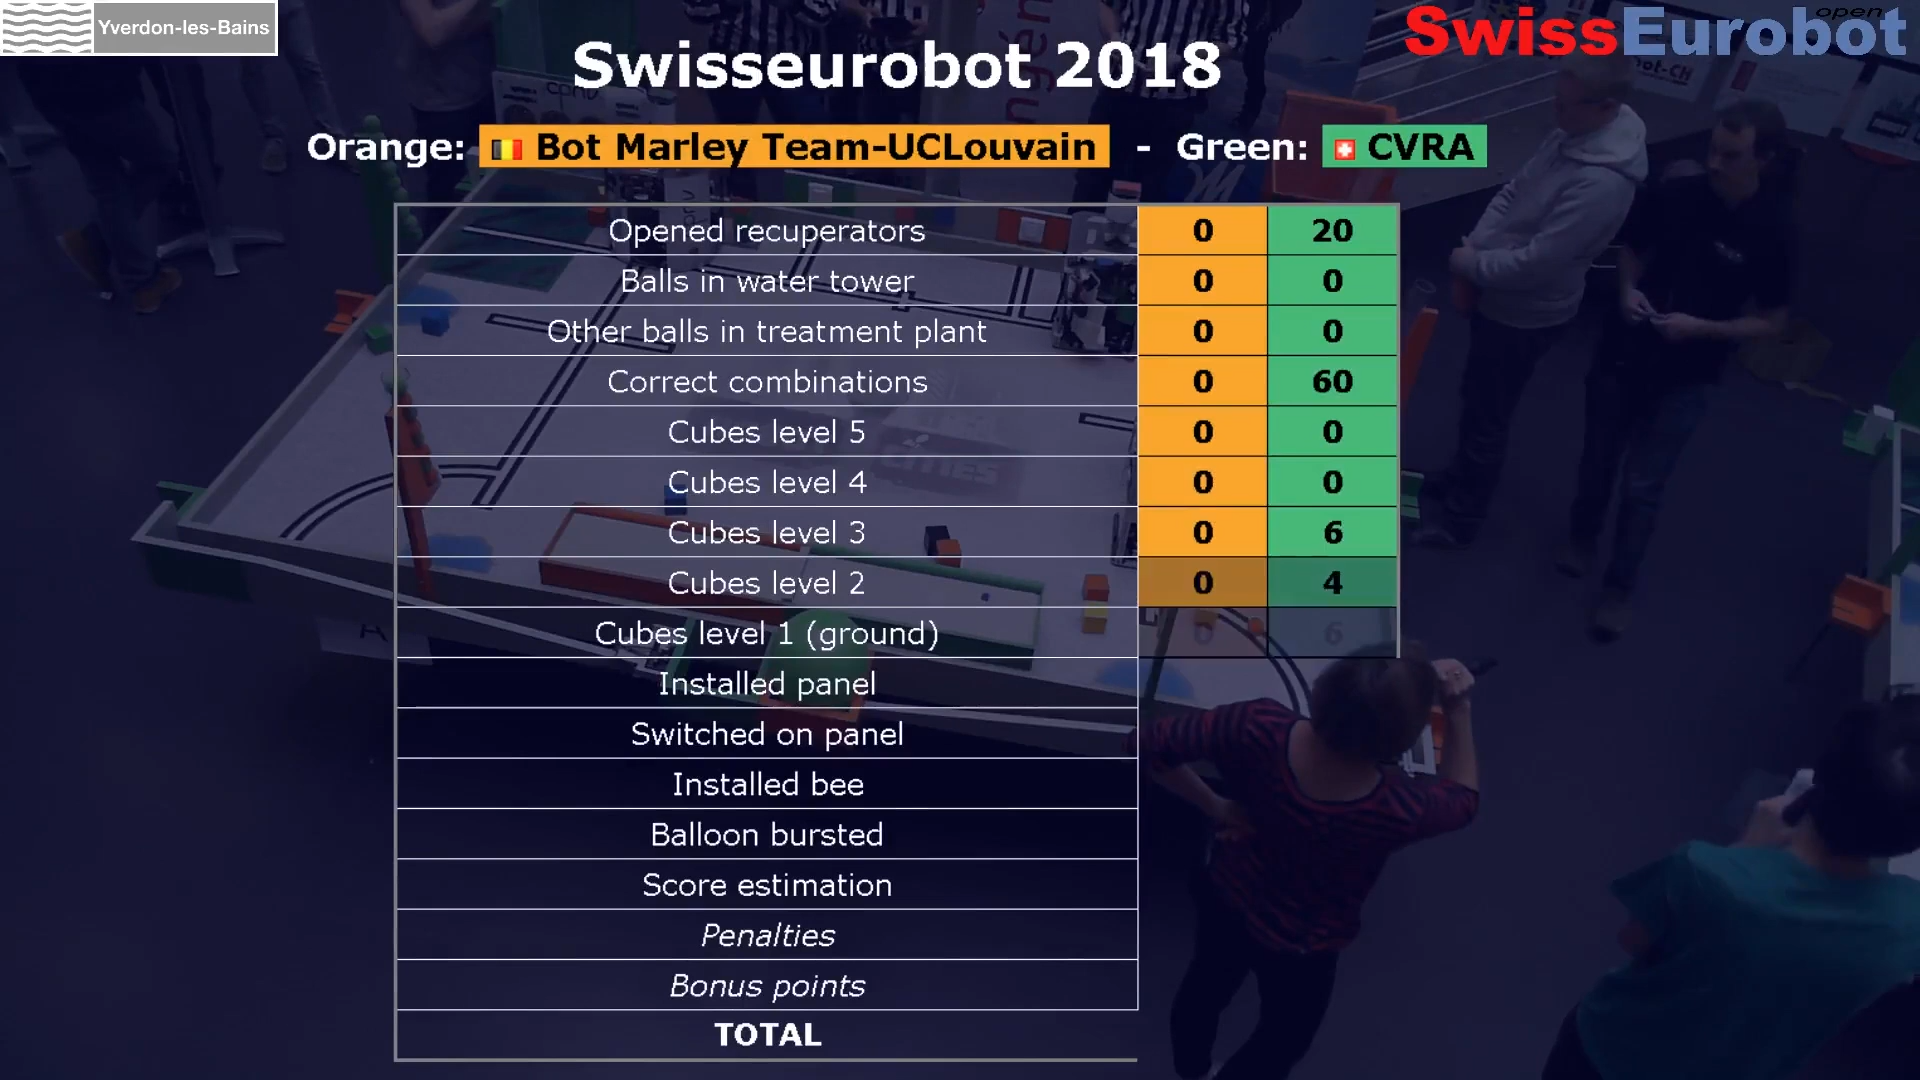 Yverdon-les-Bains
open
SwissEurobot
Swisseurobot 2018
Orange: Bot Marley Team-UCLouvain - Green: CVRA
Opened recuperators 0 20
Balls in water tower 0 0
Other balls in treatment plant 0 0
Correct combinations 0 60
Cubes level 5 0 0
Cubes level 4 0 0
Cubes level 3 0 6
Cubes level 2 0 4
Cubes level 1 (ground) 0 6
Installed panel
Switched on panel
Installed bee
Balloon bursted
Score estimation
Penalties
Bonus points
TOTAL